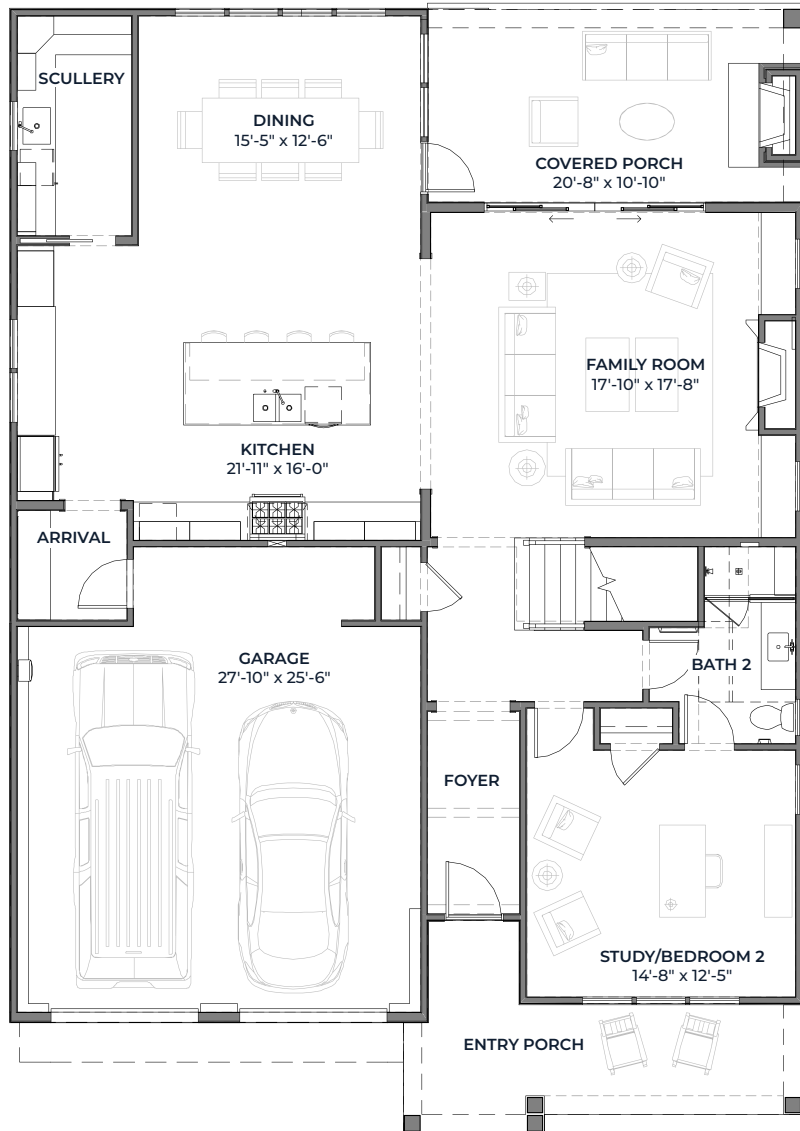 SCULLERY
DINING
15'-5" x 12'-6"
COVERED PORCH
20'-8" x 10'-10"
FAMILY ROOM
17'-10" x 17'-8"
KITCHEN
21'-11" x 16'-0"
ARRIVAL
GARAGE
27'-10" x 25'-6"
BATH 2
FOYER
STUDY/BEDROOM 2
14'-8" x 12'-5"
ENTRY PORCH